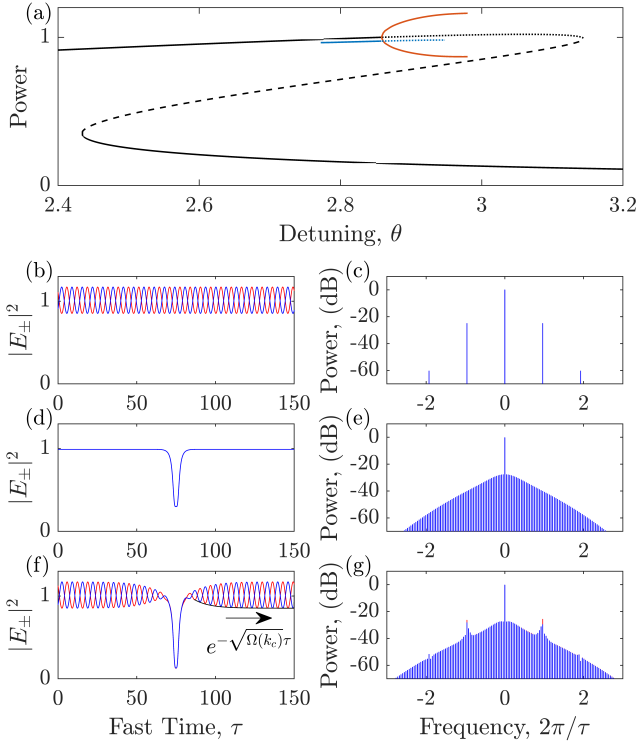 (a)
Power
1
0
2.4 2.6 2.8 3 3.2
Detuning, θ
(b)
|E±|²
1
0
0 50 100 150
(c)
Power, (dB)
0
-20
-40
-60
-2 0 2
(d)
|E±|²
1
0
0 50 100 150
(e)
Power, (dB)
0
-20
-40
-60
-2 0 2
(f)
|E±|²
1
0
e^{-√Ω(k_c)τ}
0 50 100 150
Fast Time, τ
(g)
Power, (dB)
0
-20
-40
-60
-2 0 2
Frequency, 2π/τ